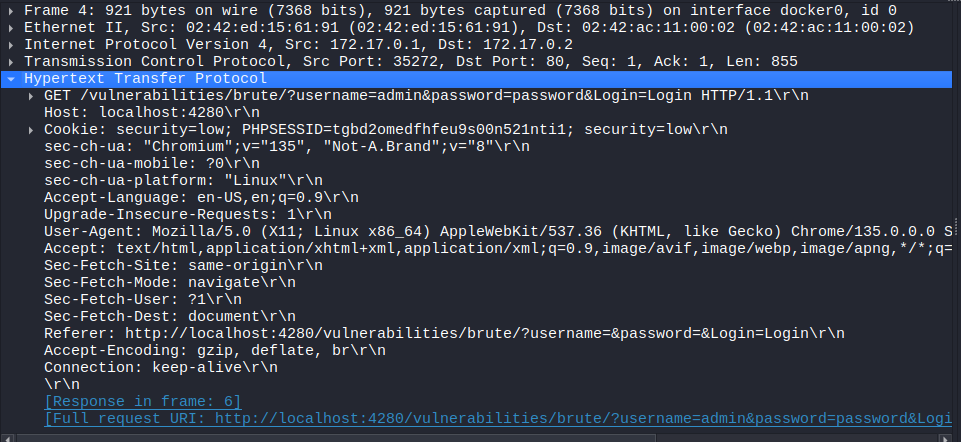 Frame 4: 921 bytes on wire (7368 bits), 921 bytes captured (7368 bits) on interface docker0, id 0
Ethernet II, Src: 02:42:ed:15:61:91 (02:42:ed:15:61:91), Dst: 02:42:ac:11:00:02 (02:42:ac:11:00:02)
Internet Protocol Version 4, Src: 172.17.0.1, Dst: 172.17.0.2
Transmission Control Protocol, Src Port: 35272, Dst Port: 80, Seq: 1, Ack: 1, Len: 855
Hypertext Transfer Protocol
GET /vulnerabilities/brute/?username=admin&password=password&Login=Login HTTP/1.1\r\n
Host: localhost:4280\r\n
Cookie: security=low; PHPSESSID=tgbd2omedfhfeu9s00n521nti1; security=low\r\n
sec-ch-ua: "Chromium";v="135", "Not-A.Brand";v="8"\r\n
sec-ch-ua-mobile: ?0\r\n
sec-ch-ua-platform: "Linux"\r\n
Accept-Language: en-US,en;q=0.9\r\n
Upgrade-Insecure-Requests: 1\r\n
User-Agent: Mozilla/5.0 (X11; Linux x86_64) AppleWebKit/537.36 (KHTML, like Gecko) Chrome/135.0.0.0 S
Accept: text/html,application/xhtml+xml,application/xml;q=0.9,image/avif,image/webp,image/apng,*/*;q=
Sec-Fetch-Site: same-origin\r\n
Sec-Fetch-Mode: navigate\r\n
Sec-Fetch-User: ?1\r\n
Sec-Fetch-Dest: document\r\n
Referer: http://localhost:4280/vulnerabilities/brute/?username=&password=&Login=Login\r\n
Accept-Encoding: gzip, deflate, br\r\n
Connection: keep-alive\r\n
\r\n
[Response in frame: 6]
[Full request URI: http://localhost:4280/vulnerabilities/brute/?username=admin&password=password&Logi